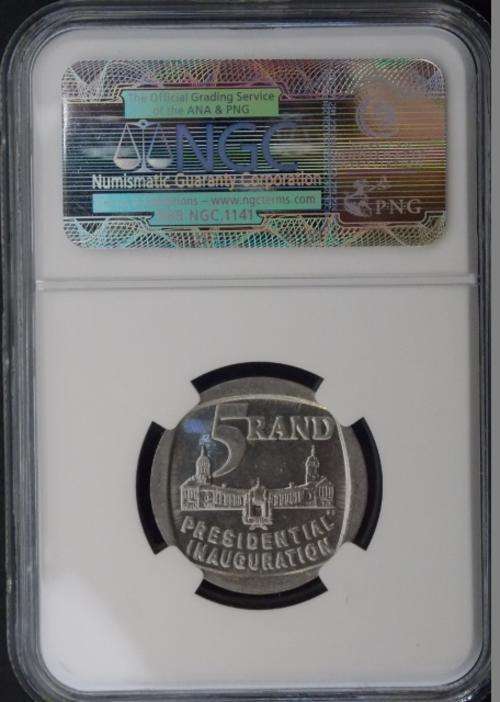 The Official Grading Service
of the ANA & PNG
NGC
Numismatic Guaranty Corporation
– www.ngcterms.com
NGC.1141
PNG
5 RAND
PRESIDENTIAL
INAUGURATION